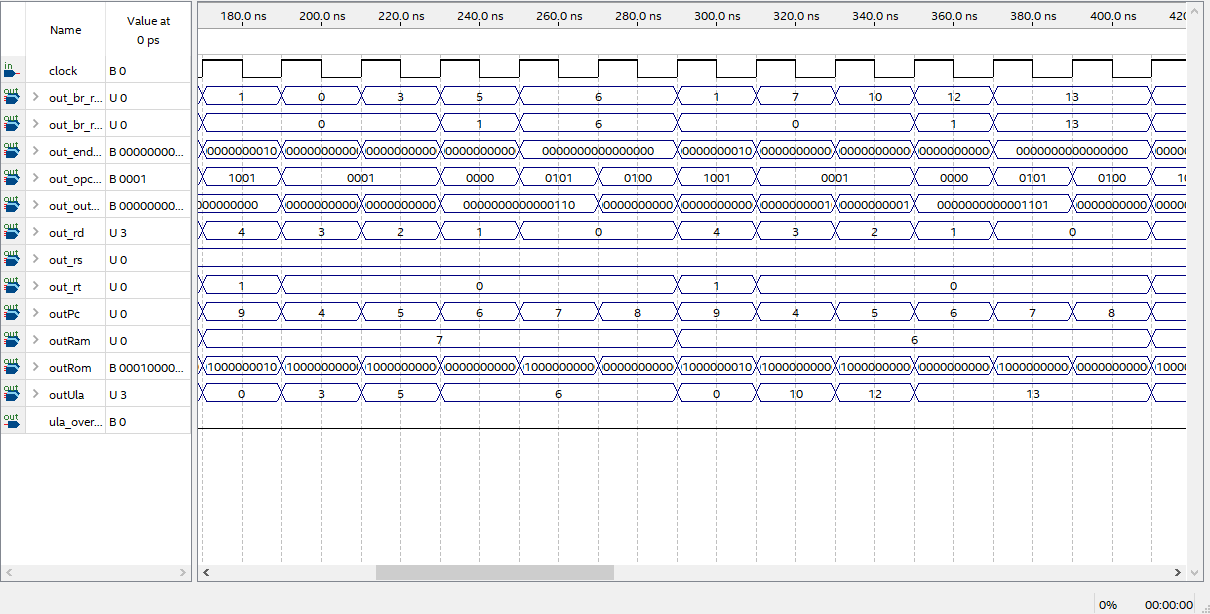 Name Value at 0 ps 180.0 ns 200.0 ns 220.0 ns 240.0 ns 260.0 ns 280.0 ns 300.0 ns 320.0 ns 340.0 ns 360.0 ns 380.0 ns 400.0 ns 420
in clock B 0
out out_br_r... U 0 1 0 3 5 6 1 7 10 12 13
out out_br_r... U 0 0 1 6 0 1 13
out out_end... B 00000000... 0000000010 0000000000 0000000000 0000000000 0000000000000000 0000000010 0000000000 0000000000 0000000000 0000000000000000
out out_opc... B 0001 1001 0001 0000 0101 0100 1001 0001 0000 0101 0100 10
out out_out... B 00000000... 0000000000000110 0000000000001101
out out_rd U 3 4 3 2 1 0 4 3 2 1 0
out out_rs U 0
out out_rt U 0 1 0 1 0
out outPc U 0 9 4 5 6 7 8 9 4 5 6 7 8
out outRam U 0 7 6
out outRom B 00010000... 1000000010 1000000000 1000000000 0000000000 1000000000 0000000000 1000000010 1000000000 1000000000 0000000000 1000000000 0000000000
out outUla U 3 0 3 5 6 0 10 12 13
out ula_over... B 0
0% 00:00:00